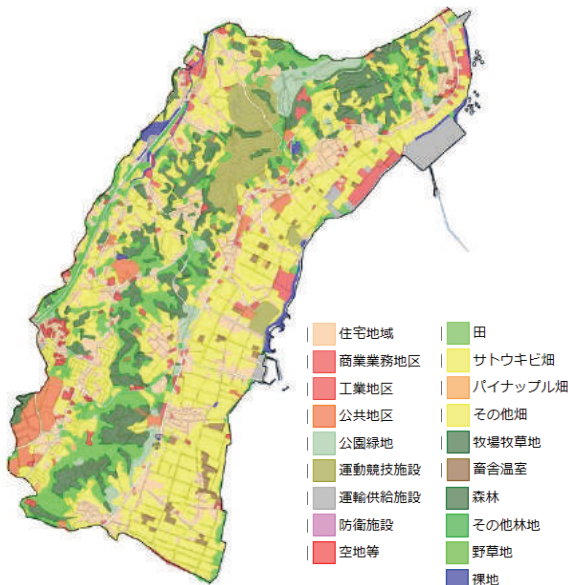 住宅地域
商業業務地区
工業地区
公共地区
公園緑地
運動競技施設
運輸供給施設
防衛施設
空地等
田
サトウキビ畑
パイナップル畑
その他畑
牧場牧草地
畜舎温室
森林
その他林地
野草地
裸地